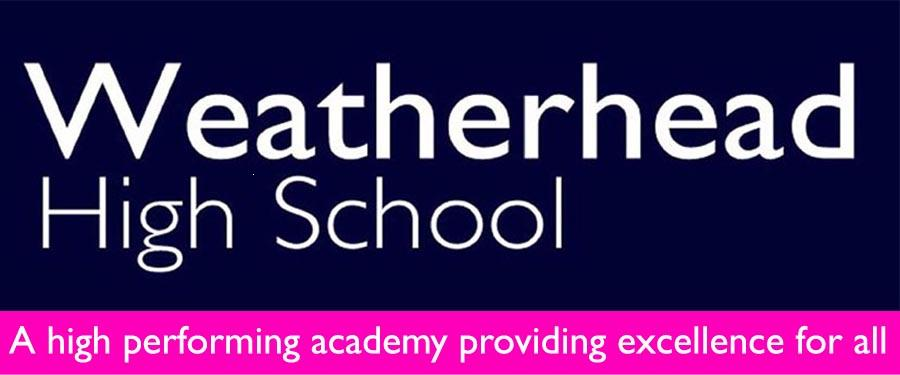 Weatherhead
High School
A high performing academy providing excellence for all